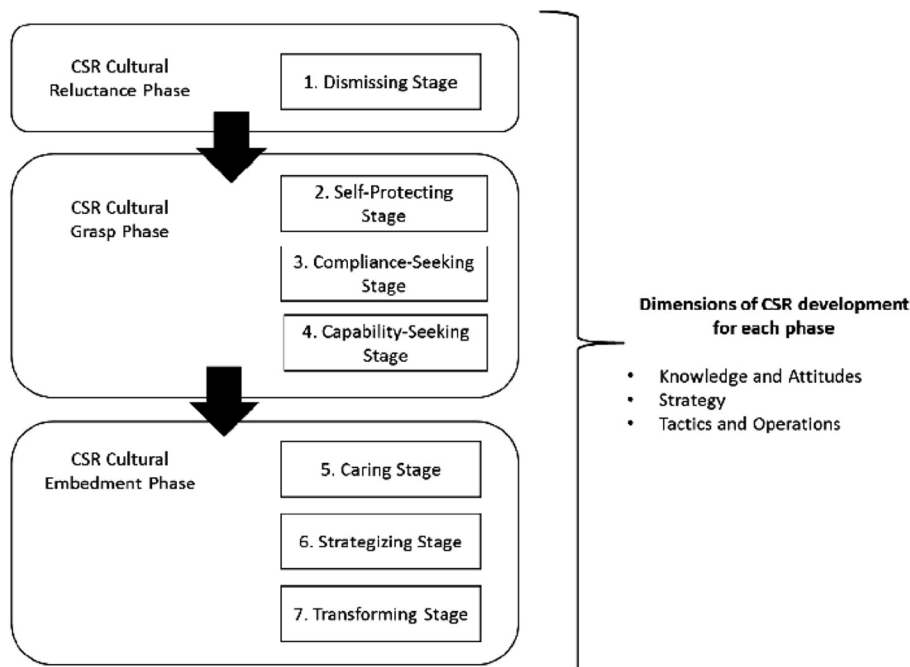 CSR Cultural
Reluctance Phase
1. Dismissing Stage
CSR Cultural
Grasp Phase
2. Self-Protecting
Stage
3. Compliance-Seeking
Stage
4. Capability-Seeking
Stage
CSR Cultural
Embedment Phase
5. Caring Stage
6. Strategizing Stage
7. Transforming Stage
Dimensions of CSR development
for each phase
• Knowledge and Attitudes
• Strategy
• Tactics and Operations